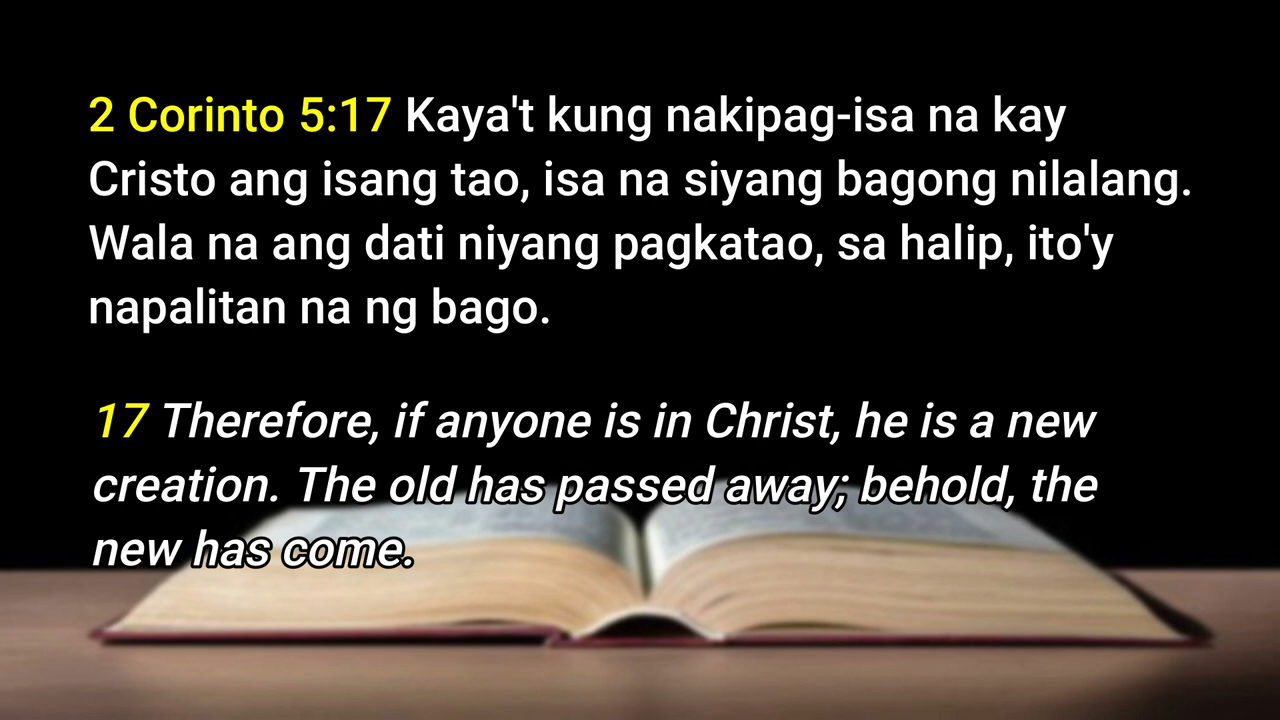 2 Corinto 5:17 Kaya't kung nakipag-isa na kay
Cristo ang isang tao, isa na siyang bagong nilalang.
Wala na ang dati niyang pagkatao, sa halip, ito'y
napalitan na ng bago.
17 Therefore, if anyone is in Christ, he is a new
creation. The old has passed away; behold, the
new has come.